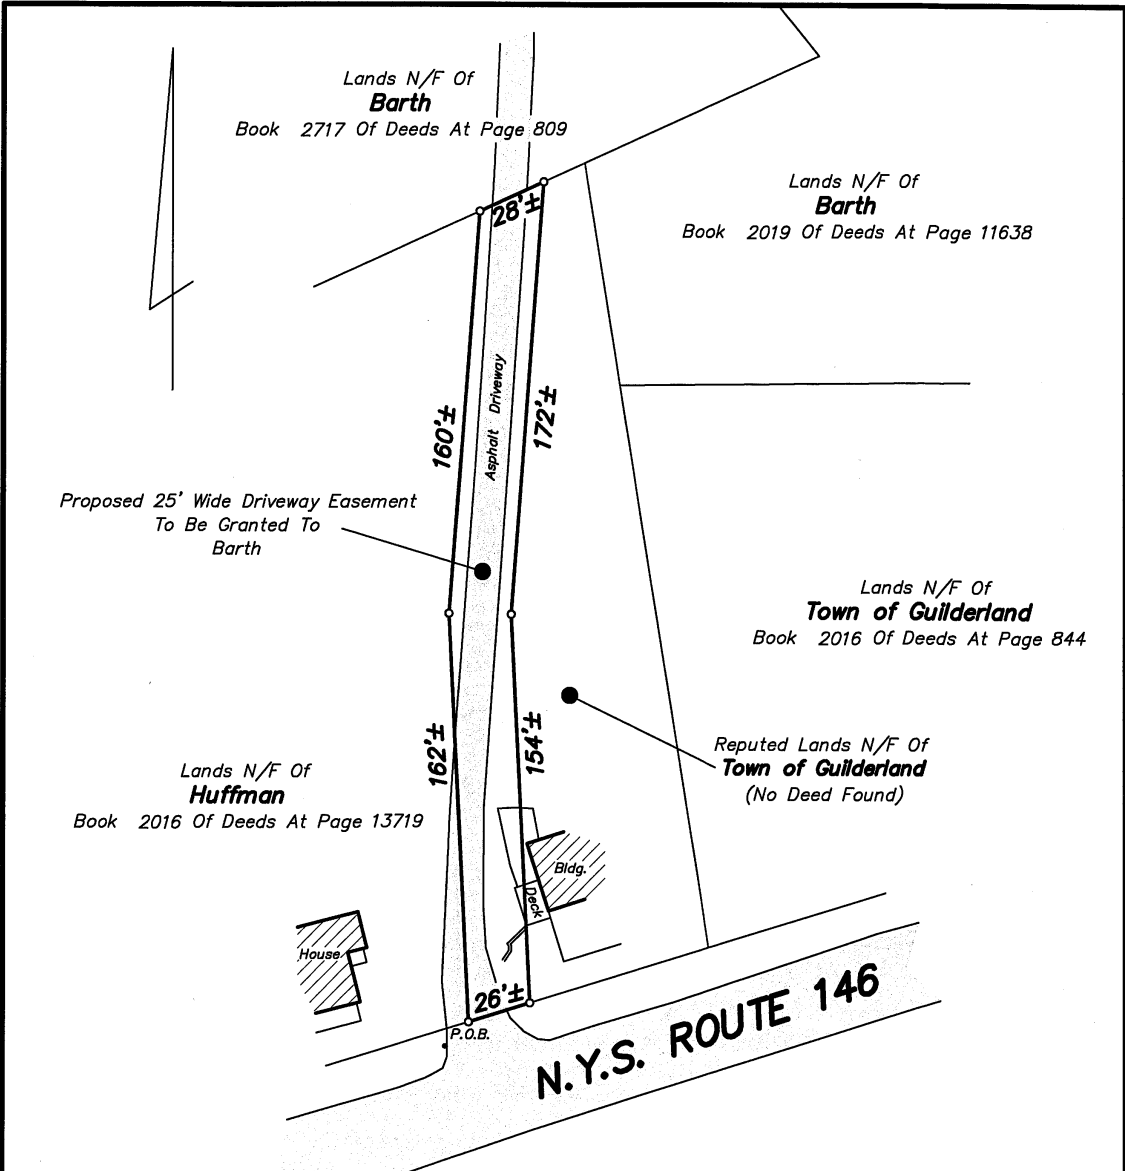 Lands N/F Of
Barth
Book 2717 Of Deeds At Page 809
Lands N/F Of
Barth
Book 2019 Of Deeds At Page 11638
28'±
Asphalt Driveway
160'±
172'±
Proposed 25' Wide Driveway Easement
To Be Granted To
Barth
Lands N/F Of
Town of Guilderland
Book 2016 Of Deeds At Page 844
162'±
154'±
Reputed Lands N/F Of
Town of Guilderland
(No Deed Found)
Lands N/F Of
Huffman
Book 2016 Of Deeds At Page 13719
Bldg.
Deck
House
26'±
P.O.B.
N.Y.S. ROUTE 146